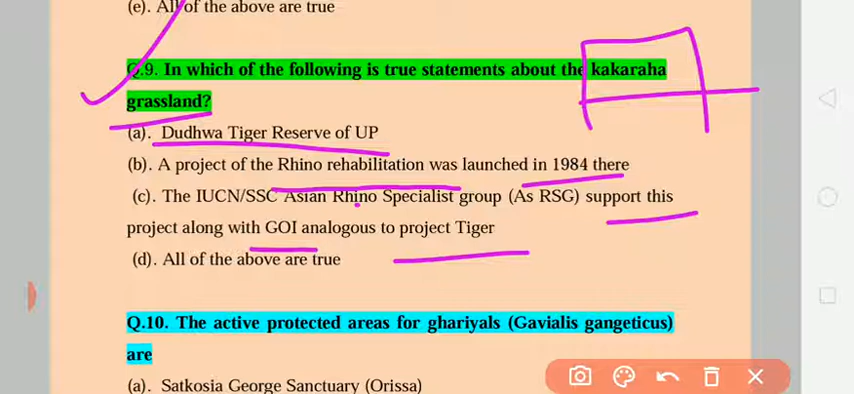 (e). All of the above are true
Q.9. In which of the following is true statements about the kakaraha
grassland?
(a). Dudhwa Tiger Reserve of UP
(b). A project of the Rhino rehabilitation was launched in 1984 there
(c). The IUCN/SSC Asian Rhino Specialist group (As RSG) support this
project along with GOI analogous to project Tiger
(d). All of the above are true
Q.10. The active protected areas for ghariyals (Gavialis gangeticus)
are
(a). Satkosia George Sanctuary (Orissa)